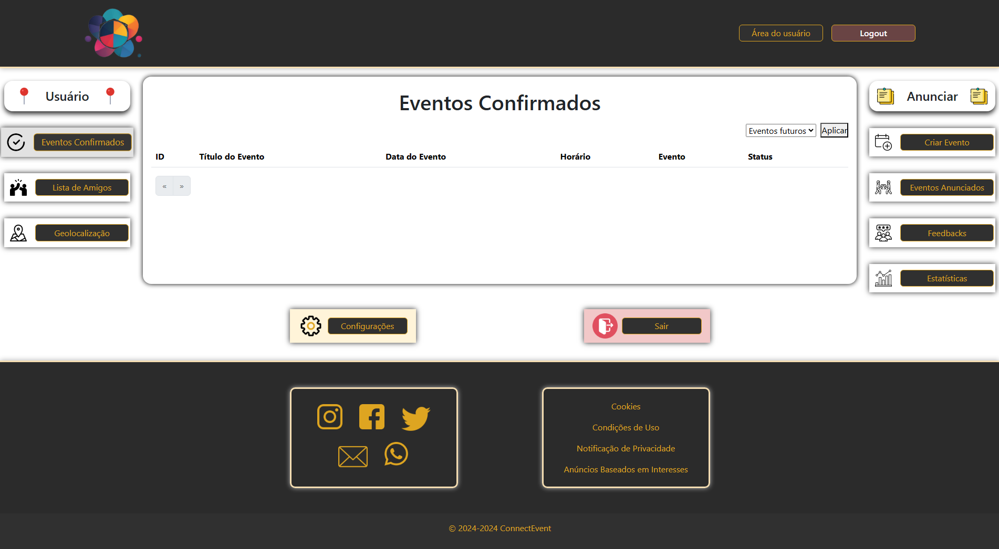 Área do usuário
Logout
Usuário
Eventos Confirmados
Lista de Amigos
Geolocalização
Eventos Confirmados
Eventos futuros
Aplicar
ID Título do Evento Data do Evento Horário Evento Status
« »
Anunciar
Criar Evento
Eventos Anunciados
Feedbacks
Estatísticas
Configurações
Sair
Cookies
Condições de Uso
Notificação de Privacidade
Anúncios Baseados em Interesses
© 2024-2024 ConnectEvent